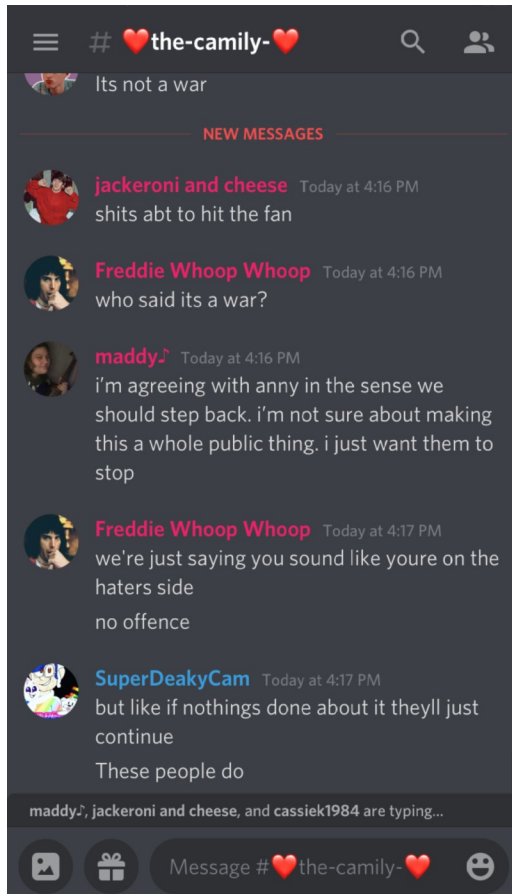 # ❤️the-camily-❤️
Its not a war
NEW MESSAGES
jackeroni and cheese Today at 4:16 PM
shits abt to hit the fan
Freddie Whoop Whoop Today at 4:16 PM
who said its a war?
maddy♪ Today at 4:16 PM
i'm agreeing with anny in the sense we
should step back. i'm not sure about making
this a whole public thing. i just want them to
stop
Freddie Whoop Whoop Today at 4:17 PM
we're just saying you sound like youre on the
haters side
no offence
SuperDeakyCam Today at 4:17 PM
but like if nothings done about it theyll just
continue
These people do
maddy♪, jackeroni and cheese, and cassiek1984 are typing...
Message #❤️the-camily-❤️